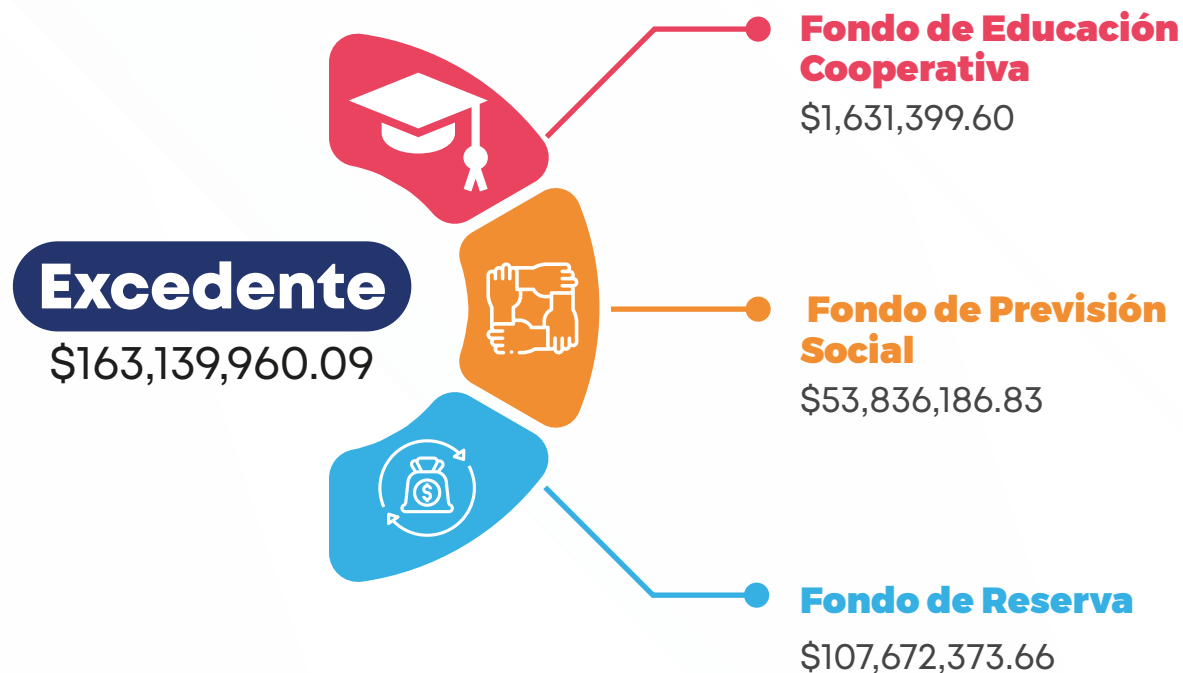 Excedente
$163,139,960.09
Fondo de Educación
Cooperativa
$1,631,399.60
Fondo de Previsión
Social
$53,836,186.83
Fondo de Reserva
$107,672,373.66